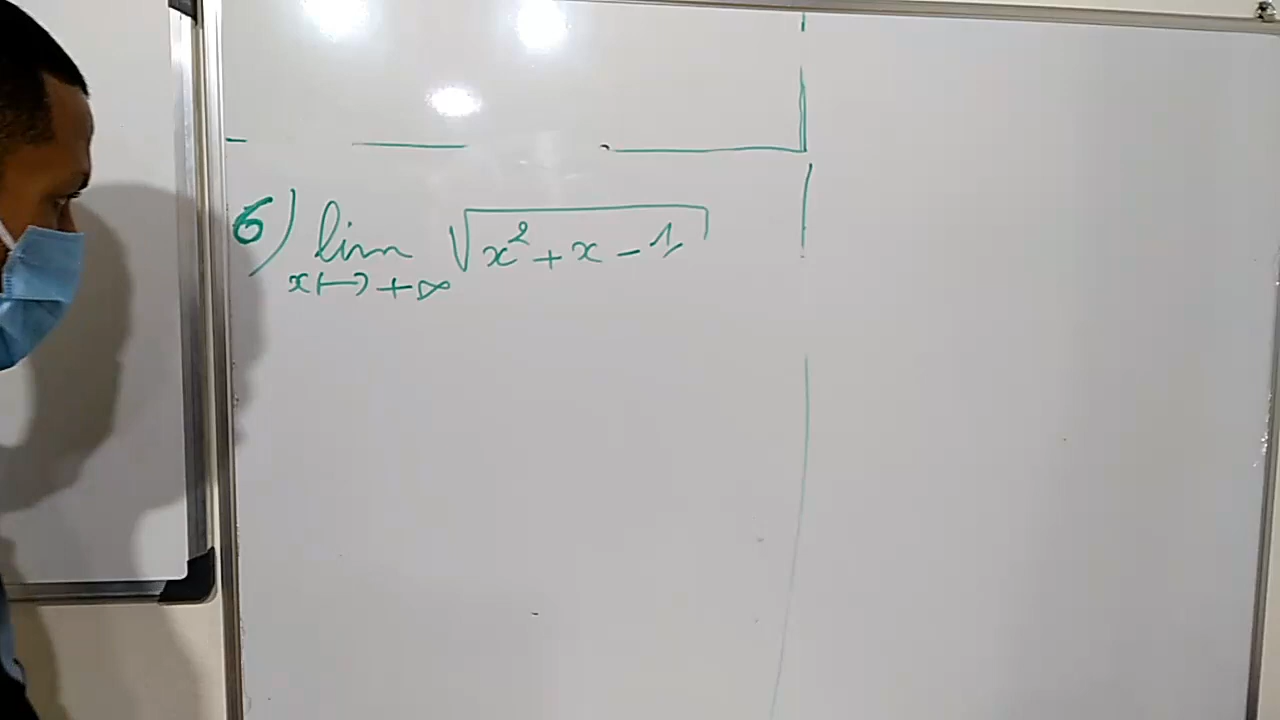 6) lim √(x² + x - 1)
x ↦ +∞